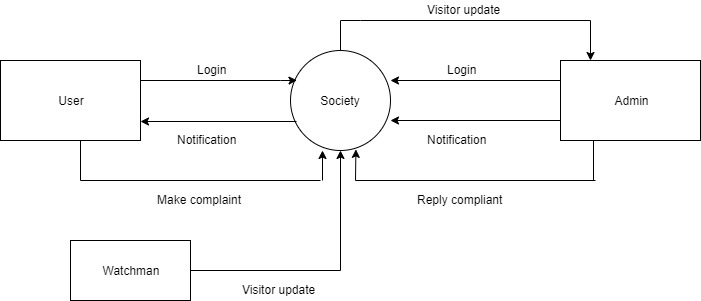 Visitor update
Login
Login
User
Society
Admin
Notification
Notification
Make complaint
Reply compliant
Watchman
Visitor update